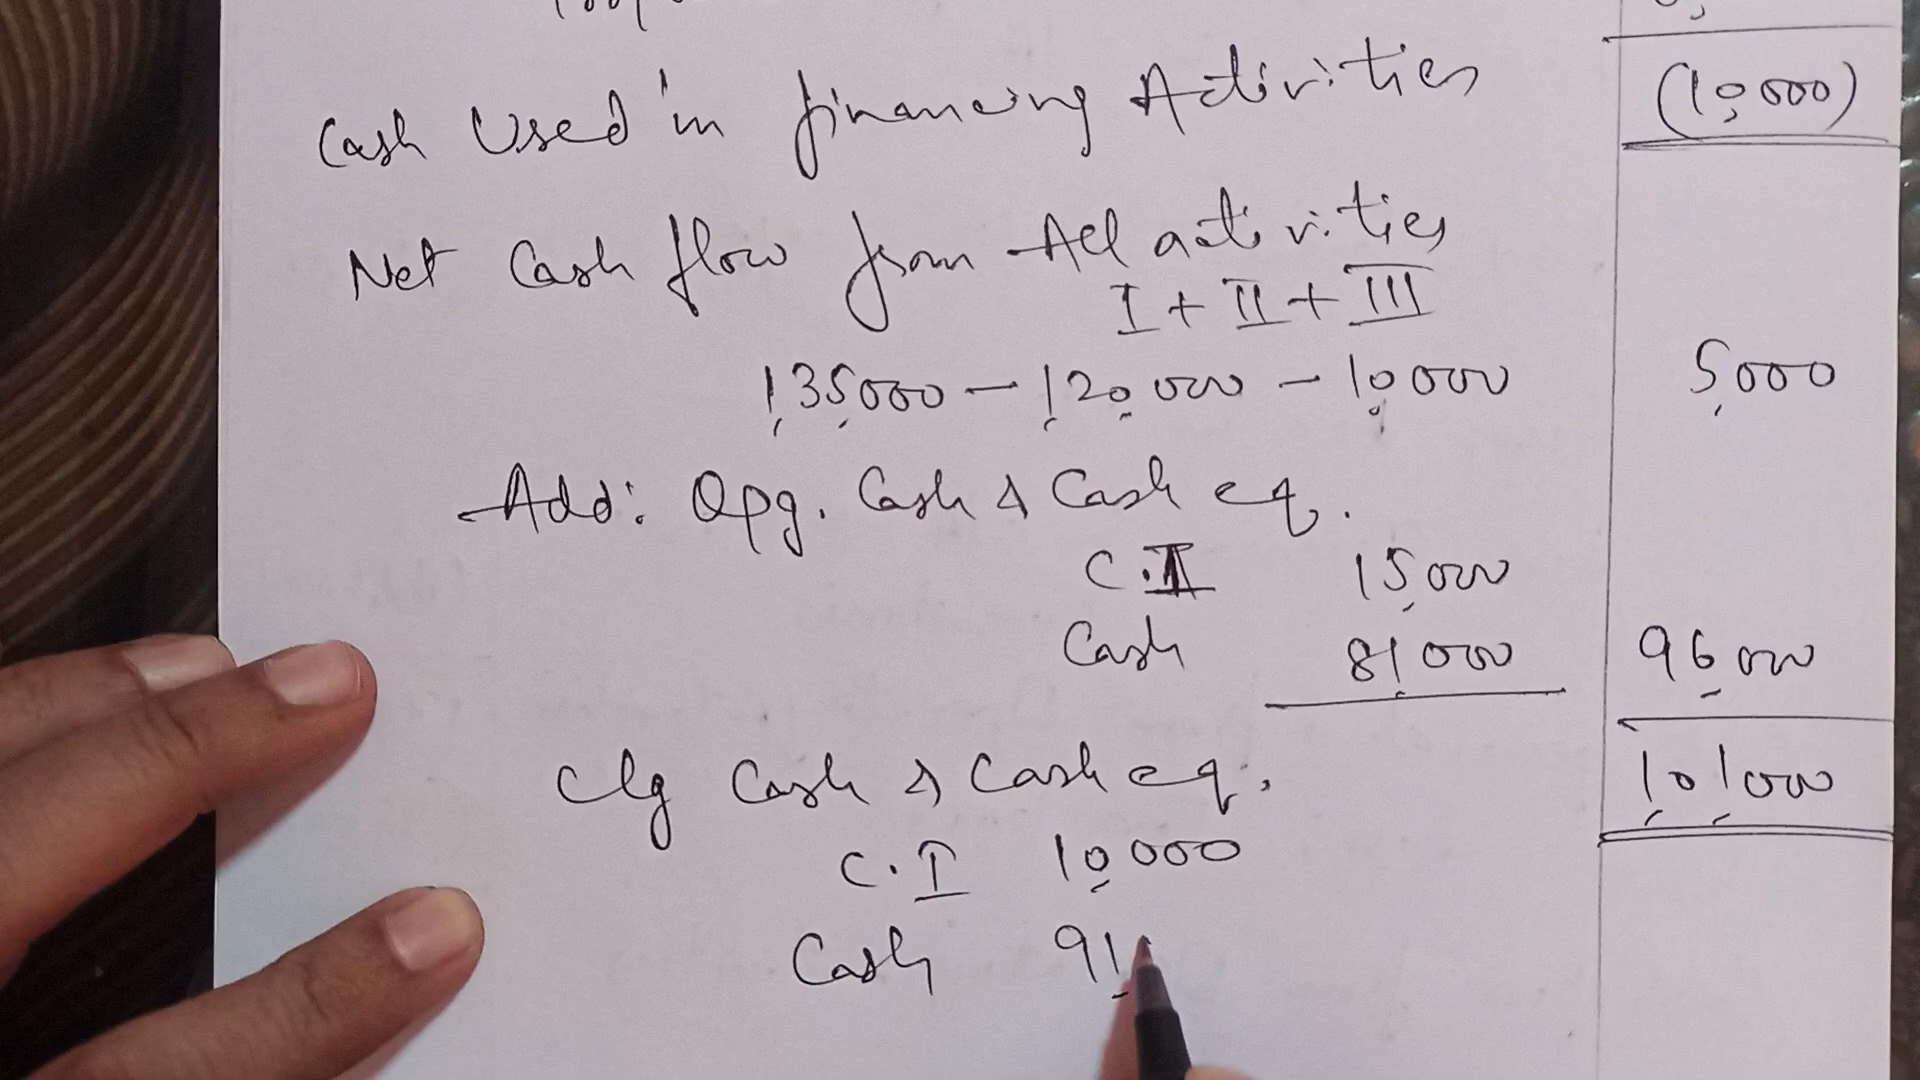 Cash Used in financing Activities (10,000)
Net Cash flow from All activities
I + II + III
1,35,000 - 1,20,000 - 10,000 5,000
Add: Opg. Cash & Cash eq.
C.I 15,000
Cash 81,000 96,000
Clg Cash & Cash eq. 1,01,000
C.I 10,000
Cash 91,